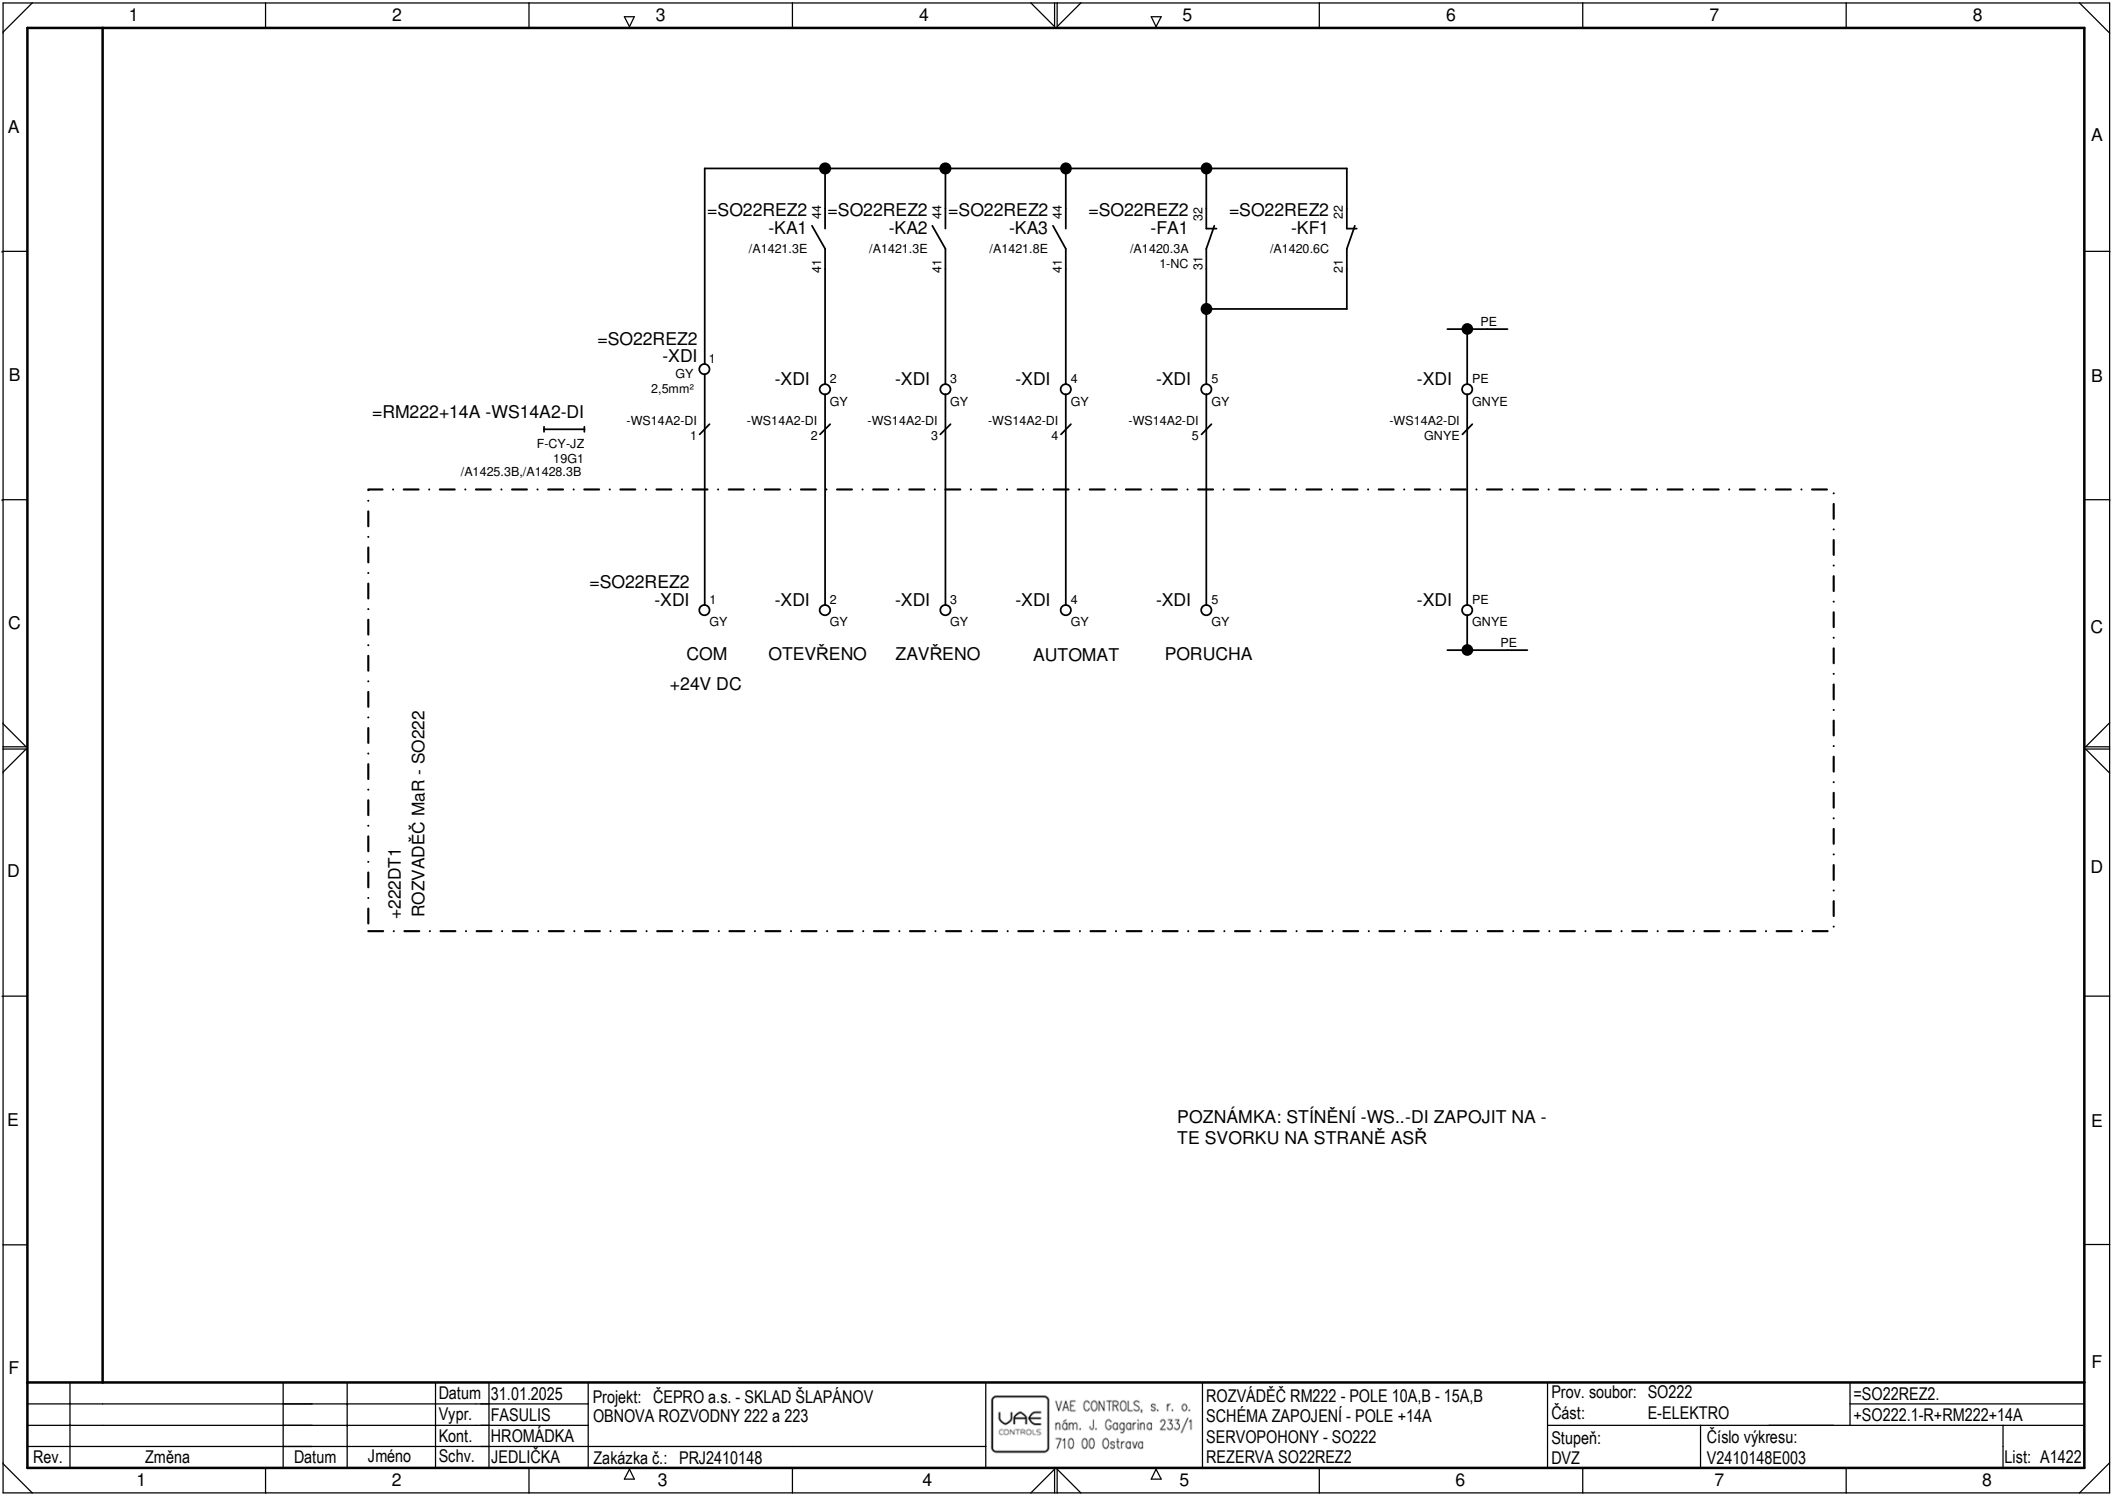 1 2 3 4 5 6 7 8
A A
=SO22REZ2 44 =SO22REZ2 44 =SO22REZ2 44 =SO22REZ2 32 =SO22REZ2 22
-KA1 -KA2 -KA3 -FA1 -KF1
/A1421.3E /A1421.3E /A1421.8E /A1420.3A /A1420.6C
41 41 41 1-NC 31 21
PE
=SO22REZ2
-XDI 1
GY
2,5mm²
B B
-XDI 2 -XDI 3 -XDI 4 -XDI 5 -XDI PE
GY GY GY GY GNYE
=RM222+14A -WS14A2-DI
F-CY-JZ
19G1
/A1425.3B,/A1428.3B
-WS14A2-DI -WS14A2-DI -WS14A2-DI -WS14A2-DI -WS14A2-DI -WS14A2-DI
1 2 3 4 5 GNYE
=SO22REZ2
-XDI 1 -XDI 2 -XDI 3 -XDI 4 -XDI 5 -XDI PE
GY GY GY GY GY GNYE
C C
PE
COM OTEVŘENO ZAVŘENO AUTOMAT PORUCHA
+24V DC
+222DT1
ROZVADĚČ MaR - SO222
D D
E E
POZNÁMKA: STÍNĚNÍ -WS..-DI ZAPOJIT NA -
TE SVORKU NA STRANĚ ASŘ
F F
Datum 31.01.2025
Vypr. FASULIS
Kont. HROMÁDKA
Rev. Změna Datum Jméno Schv. JEDLIČKA
Projekt: ČEPRO a.s. - SKLAD ŠLAPÁNOV
OBNOVA ROZVODNY 222 a 223
Zakázka č.: PRJ2410148
VAE
CONTROLS
VAE CONTROLS, s. r. o.
nám. J. Gagarina 233/1
710 00 Ostrava
ROZVÁDĚČ RM222 - POLE 10A,B - 15A,B
SCHÉMA ZAPOJENÍ - POLE +14A
SERVOPOHONY - SO222
REZERVA SO22REZ2
Prov. soubor: SO222
Část: E-ELEKTRO
Stupeň:
DVZ
Číslo výkresu:
V2410148E003
=SO22REZ2.
+SO222.1-R+RM222+14A
List: A1422
1 2 3 4 5 6 7 8